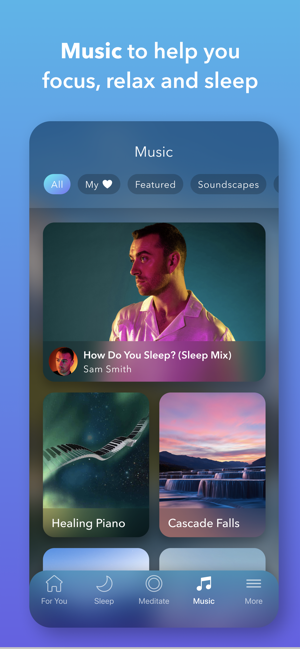 Music to help you
focus, relax and sleep
Music
All
My
Featured
Soundscapes
How Do You Sleep? (Sleep Mix)
Sam Smith
Healing Piano
Cascade Falls
For You
Sleep
Meditate
Music
More